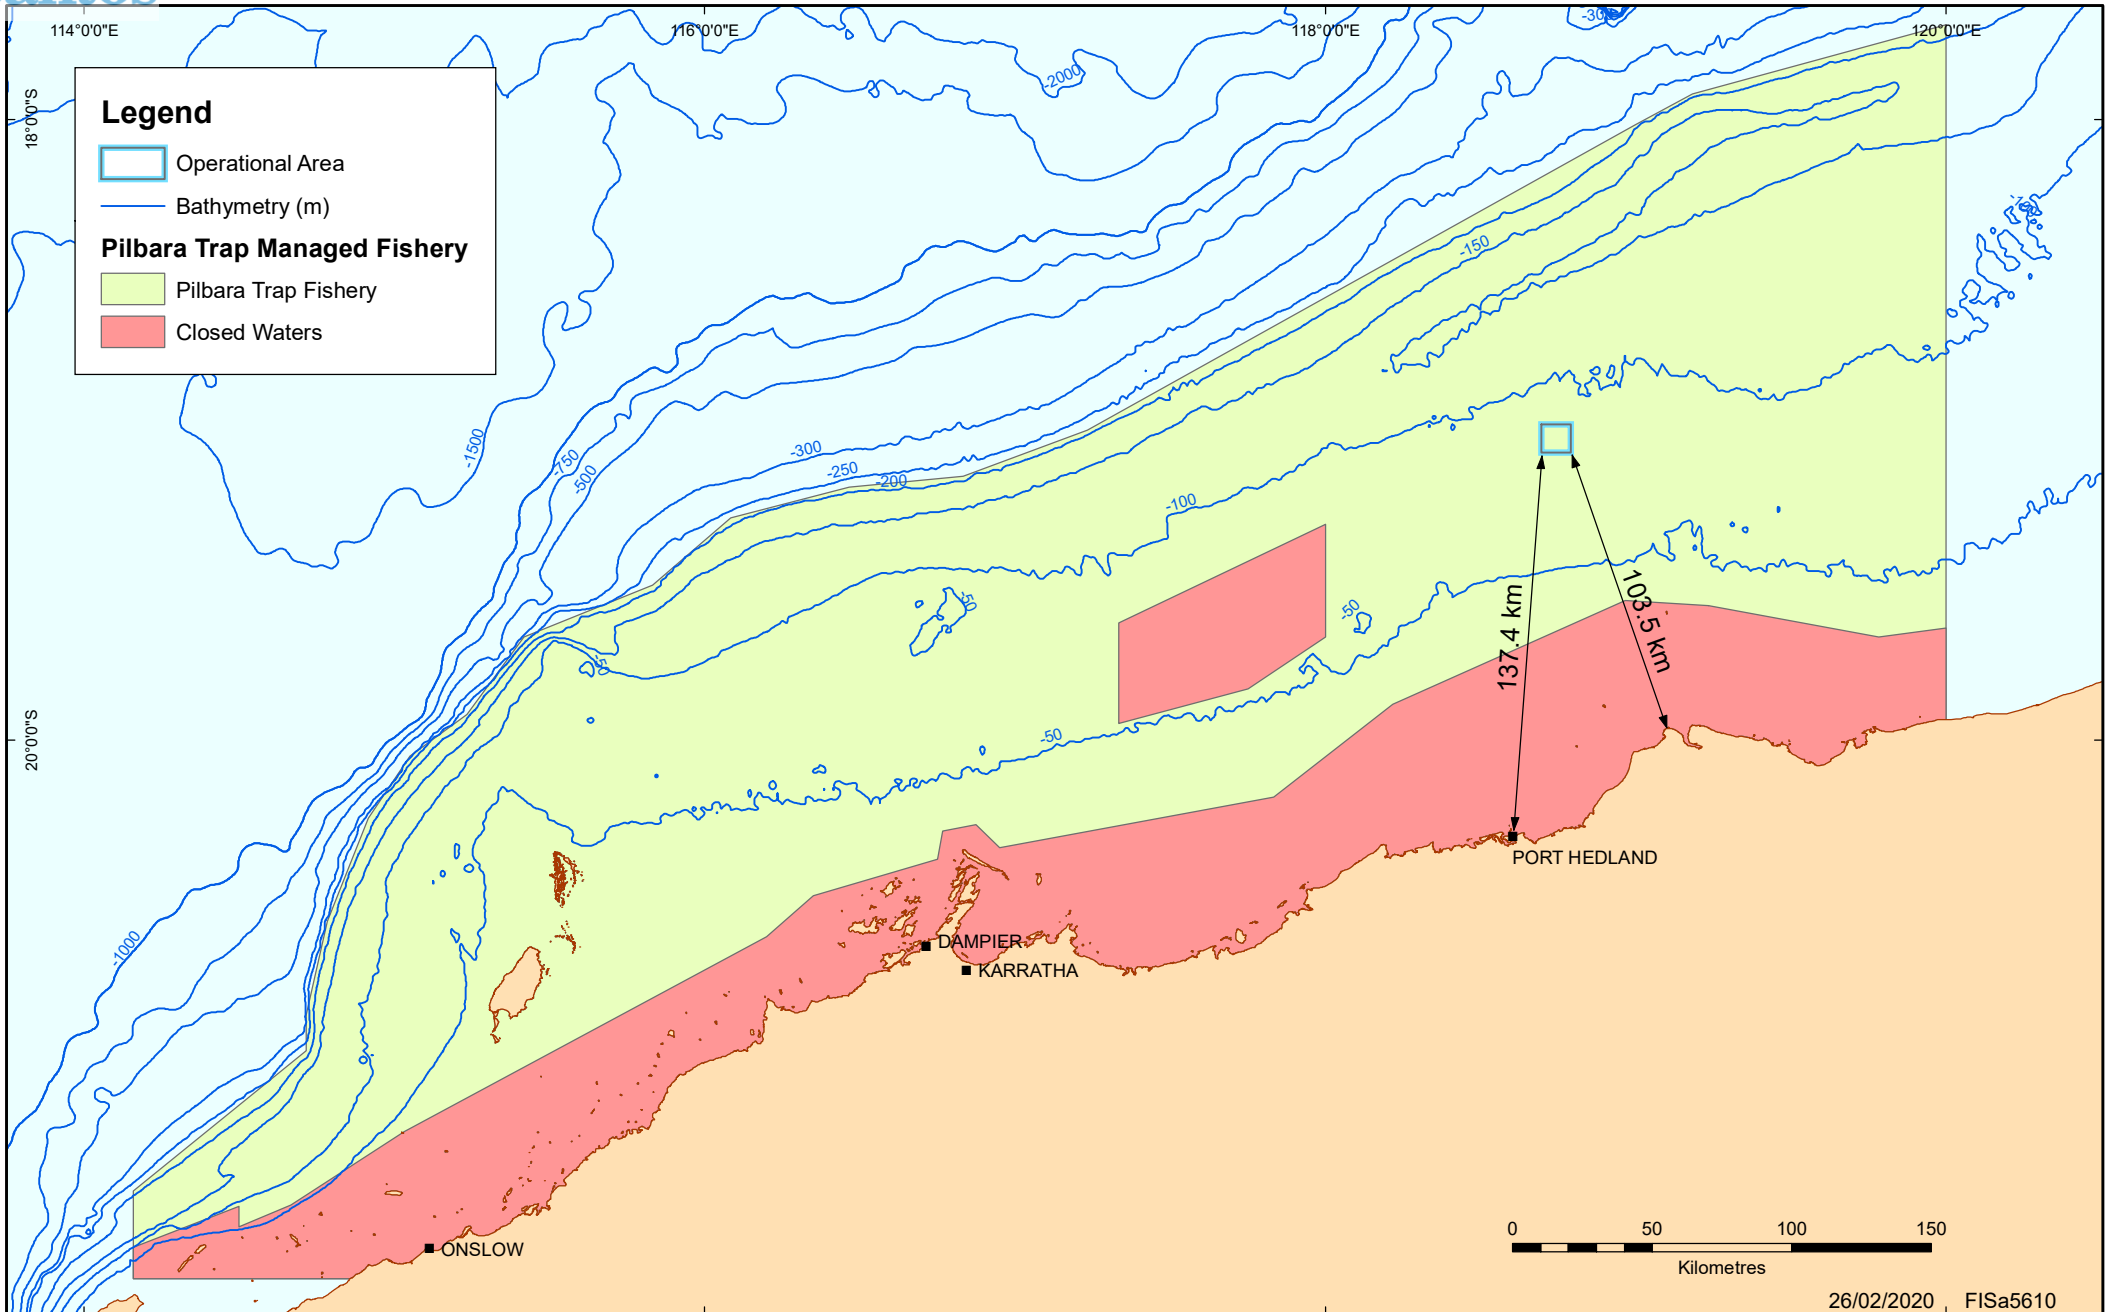 114°0'0"E
116°0'0"E
118°0'0"E
120°0'0"E
18°0'0"S
20°0'0"S
Legend
Operational Area
Bathymetry (m)
Pilbara Trap Managed Fishery
Pilbara Trap Fishery
Closed Waters
-2000
-150
-1500
-750
-500
-300
-250
-200
-100
-50
-50
-50
-50
-1000
137.4 km
103.5 km
PORT HEDLAND
DAMPIER
KARRATHA
ONSLOW
0 50 100 150
Kilometres
26/02/2020 FISa5610